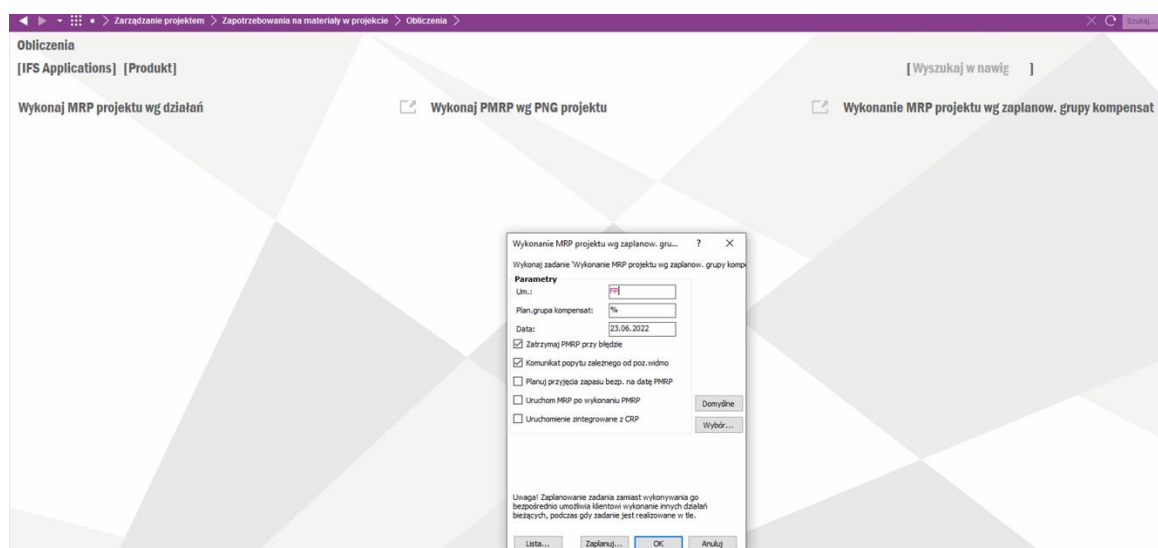 Zarządzanie projektem > Zapotrzebowania na materiały w projekcie > Obliczenia >
Szukaj...
Obliczenia
[IFS Applications] [Produkt]
[Wyszukaj w nawig ]
Wykonaj MRP projektu wg działań
Wykonaj PMRP wg PNG projektu
Wykonanie MRP projektu wg zaplanow. grupy kompensat
Wykonanie MRP projektu wg zaplanow. gru... ? X
Wykonaj zadanie 'Wykonanie MRP projektu wg zaplanow. grupy kompe
Parametry
Um.: FP
Plan.grupa kompensat: %
Data: 23.06.2022
Zatrzymaj PMRP przy błędzie
Komunikat popytu zależnego od poz.widmo
Planuj przyjęcia zapasu bezp. na datę PMRP
Uruchom MRP po wykonaniu PMRP
Domyślne
Uruchomienie zintegrowane z CRP
Wybór...
Uwaga! Zaplanowanie zadania zamiast wykonywania go
bezpośrednio umożliwia klientowi wykonanie innych działań
bieżących, podczas gdy zadanie jest realizowane w tle.
Lista... Zaplanuj... OK Anuluj